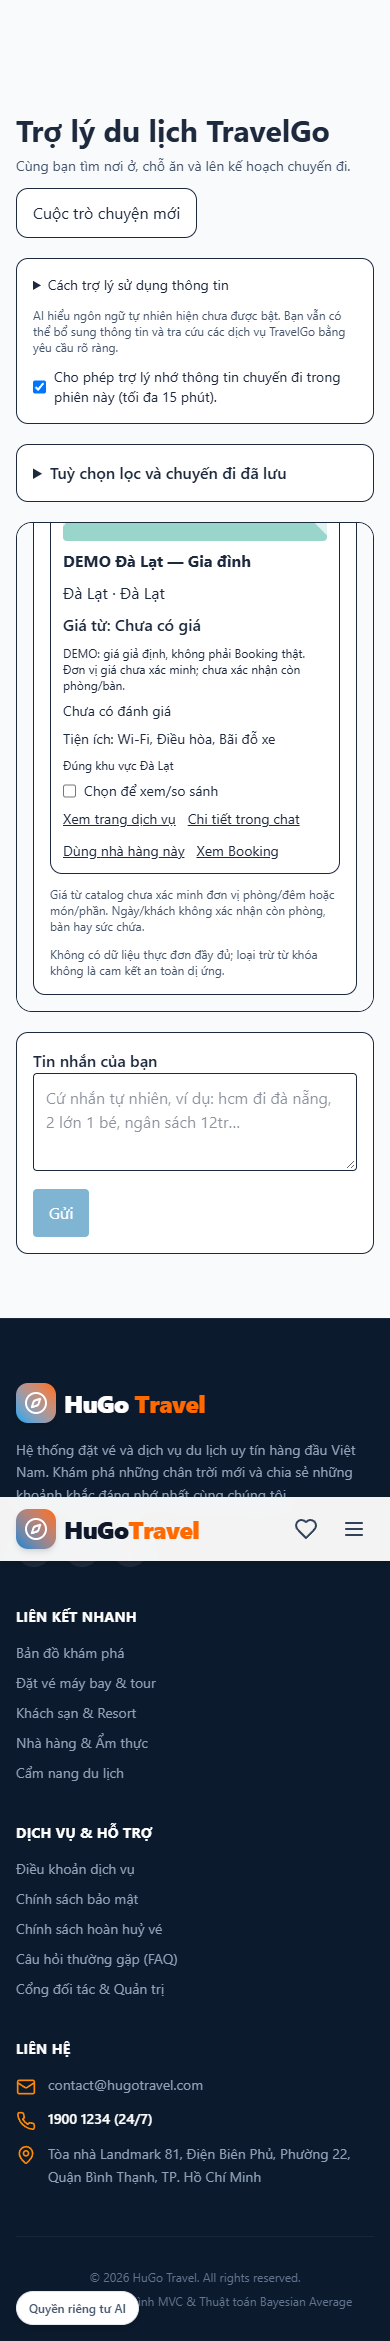 Trợ lý du lịch TravelGo
Cùng bạn tìm nơi ở, chỗ ăn và lên kế hoạch chuyến đi.
Cuộc trò chuyện mới
Cách trợ lý sử dụng thông tin
AI hiểu ngôn ngữ tự nhiên hiện chưa được bật. Bạn vẫn có
thể bổ sung thông tin và tra cứu các dịch vụ TravelGo bằng
yêu cầu rõ ràng.
Cho phép trợ lý nhớ thông tin chuyến đi trong
phiên này (tối đa 15 phút).
Tuỳ chọn lọc và chuyến đi đã lưu
DEMO Đà Lạt — Gia đình
Đà Lạt · Đà Lạt
Giá từ: Chưa có giá
DEMO: giá giả định, không phải Booking thật.
Đơn vị giá chưa xác minh; chưa xác nhận còn
phòng/bàn.
Chưa có đánh giá
Tiện ích: Wi-Fi, Điều hòa, Bãi đỗ xe
Đúng khu vực Đà Lạt
Chọn để xem/so sánh
Xem trang dịch vụ Chi tiết trong chat
Dùng nhà hàng này Xem Booking
Giá từ catalog chưa xác minh đơn vị phòng/đêm hoặc
món/phần. Ngày/khách không xác nhận còn phòng,
bàn hay sức chứa.
Không có dữ liệu thực đơn đầy đủ; loại trừ từ khóa
không là cam kết an toàn dị ứng.
Tin nhắn của bạn
Cứ nhắn tự nhiên, ví dụ: hcm đi đà nẵng,
2 lớn 1 bé, ngân sách 12tr...
Gửi
HuGo Travel
Hệ thống đặt vé và dịch vụ du lịch uy tín hàng đầu Việt
Nam. Khám phá những chân trời mới và chia sẻ những
khoảnh khắc đáng nhớ nhất cùng chúng tôi.
HuGoTravel
LIÊN KẾT NHANH
Bản đồ khám phá
Đặt vé máy bay & tour
Khách sạn & Resort
Nhà hàng & Ẩm thực
Cẩm nang du lịch
DỊCH VỤ & HỖ TRỢ
Điều khoản dịch vụ
Chính sách bảo mật
Chính sách hoàn huỷ vé
Câu hỏi thường gặp (FAQ)
Cổng đối tác & Quản trị
LIÊN HỆ
contact@hugotravel.com
1900 1234 (24/7)
Tòa nhà Landmark 81, Điện Biên Phủ, Phường 22,
Quận Bình Thạnh, TP. Hồ Chí Minh
© 2026 HuGo Travel. All rights reserved.
Quyền riêng tư AI
MVC & Thuật toán Bayesian Average